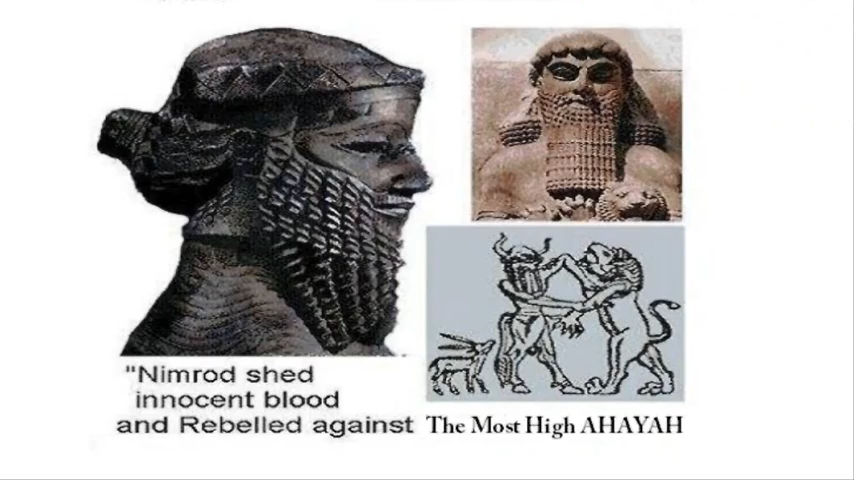 "Nimrod shed
innocent blood
and Rebelled against The Most High AHAYAH